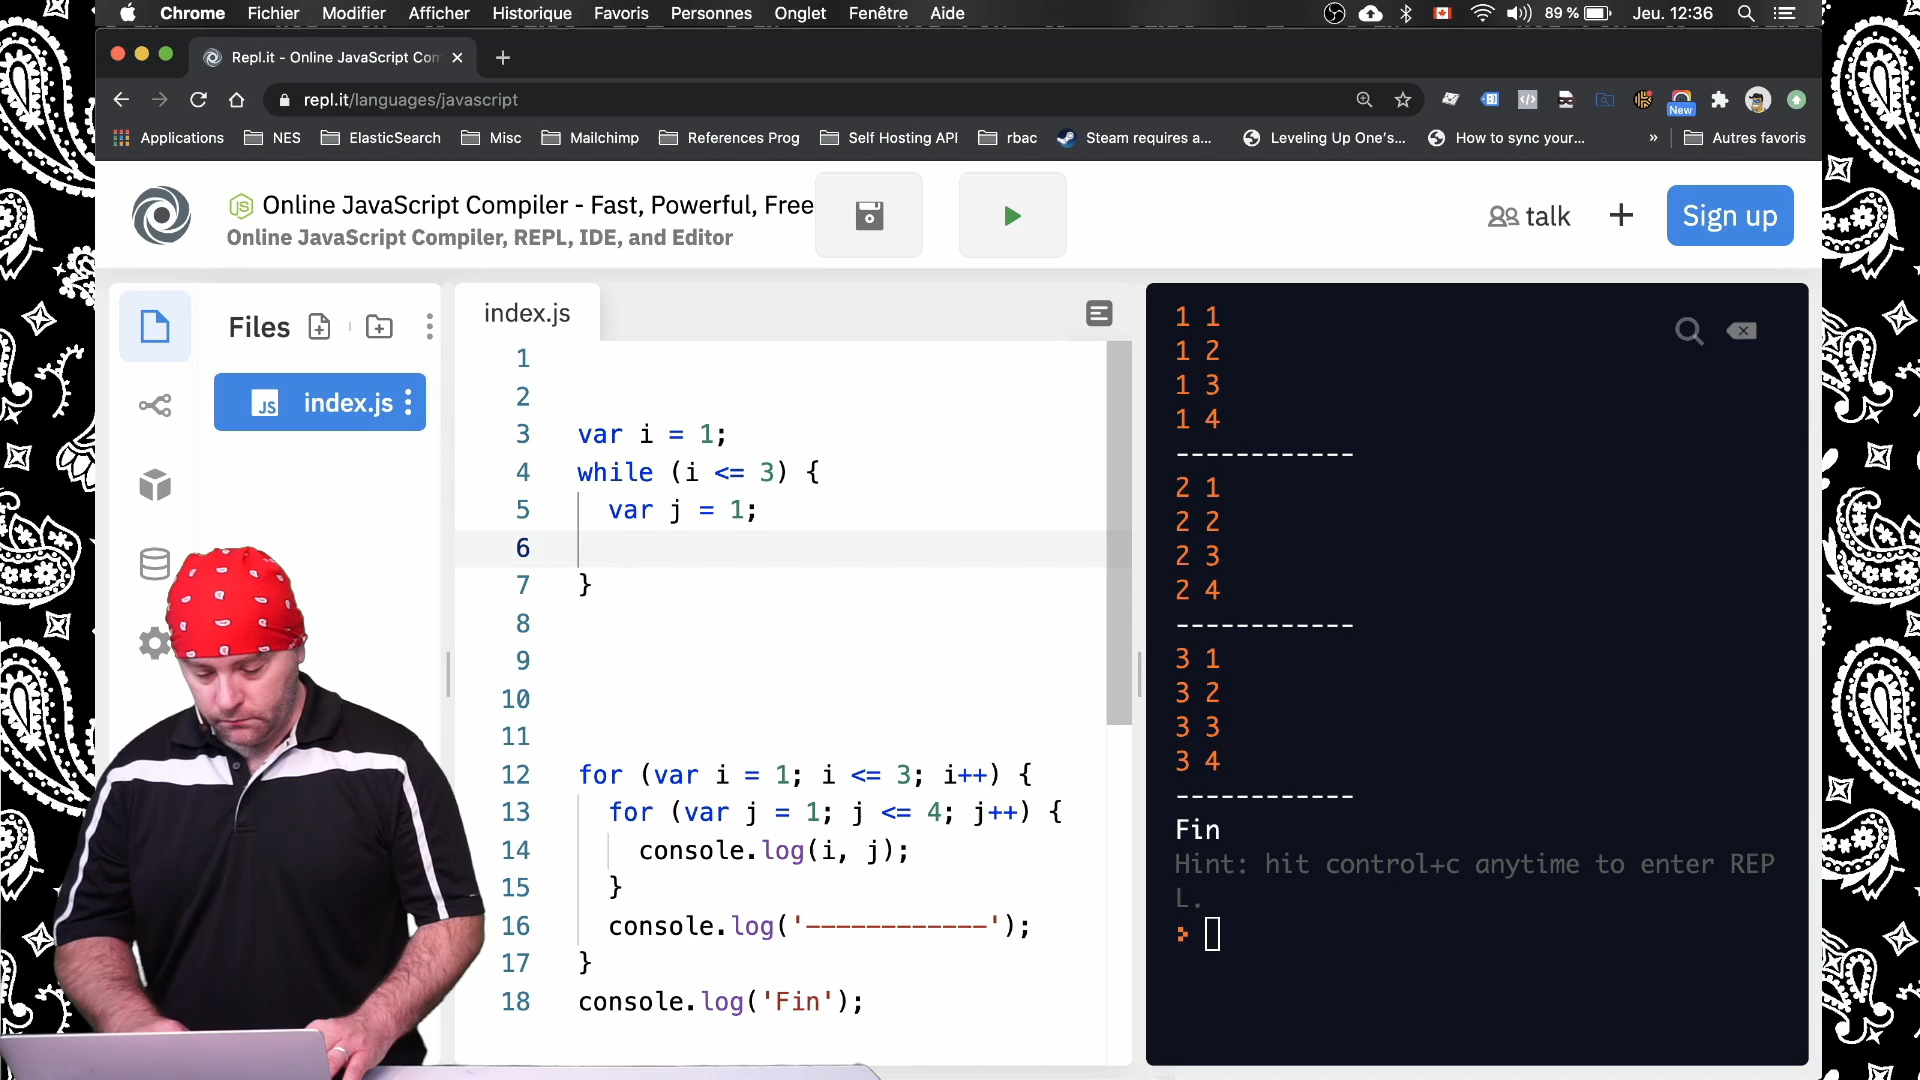 Chrome Fichier Modifier Afficher Historique Favoris Personnes Onglet Fenêtre Aide 89 % Jeu. 12:36
Repl.it - Online JavaScript Com
repl.it/languages/javascript
New
Applications NES ElasticSearch Misc Mailchimp References Prog Self Hosting API rbac Steam requires a... Leveling Up One's... How to sync your... » Autres favoris
Online JavaScript Compiler - Fast, Powerful, Free
Online JavaScript Compiler, REPL, IDE, and Editor
talk + Sign up
Files
JS index.js
index.js
1
2
3 var i = 1;
4 while (i <= 3) {
5 var j = 1;
6
7 }
8
9
10
11
12 for (var i = 1; i <= 3; i++) {
13 for (var j = 1; j <= 4; j++) {
14 console.log(i, j);
15 }
16 console.log('------------');
17 }
18 console.log('Fin');
1 1
1 2
1 3
1 4
------------
2 1
2 2
2 3
2 4
------------
3 1
3 2
3 3
3 4
------------
Fin
Hint: hit control+c anytime to enter REP
L.
>